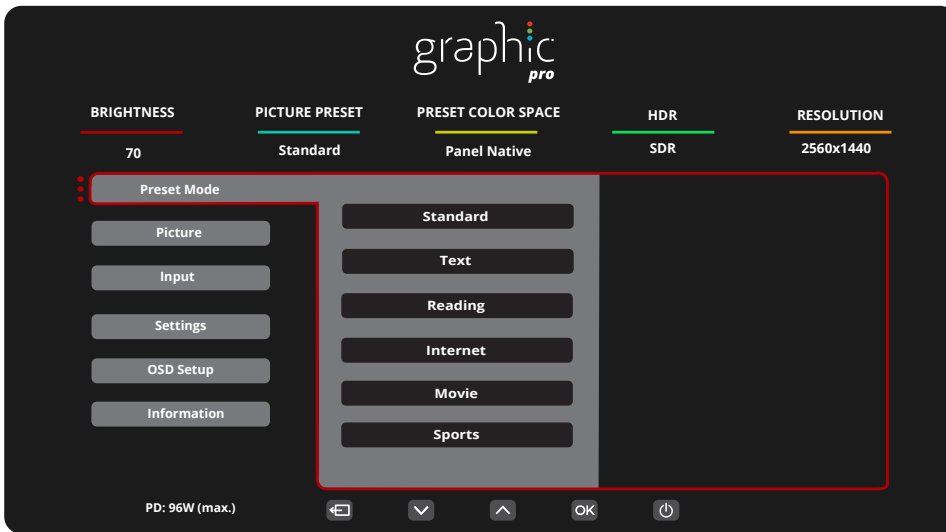 graphic
pro
BRIGHTNESS PICTURE PRESET PRESET COLOR SPACE HDR RESOLUTION
70 Standard Panel Native SDR 2560x1440
Preset Mode
Standard
Picture
Text
Input
Reading
Settings
Internet
OSD Setup
Movie
Information
Sports
PD: 96W (max.) OK